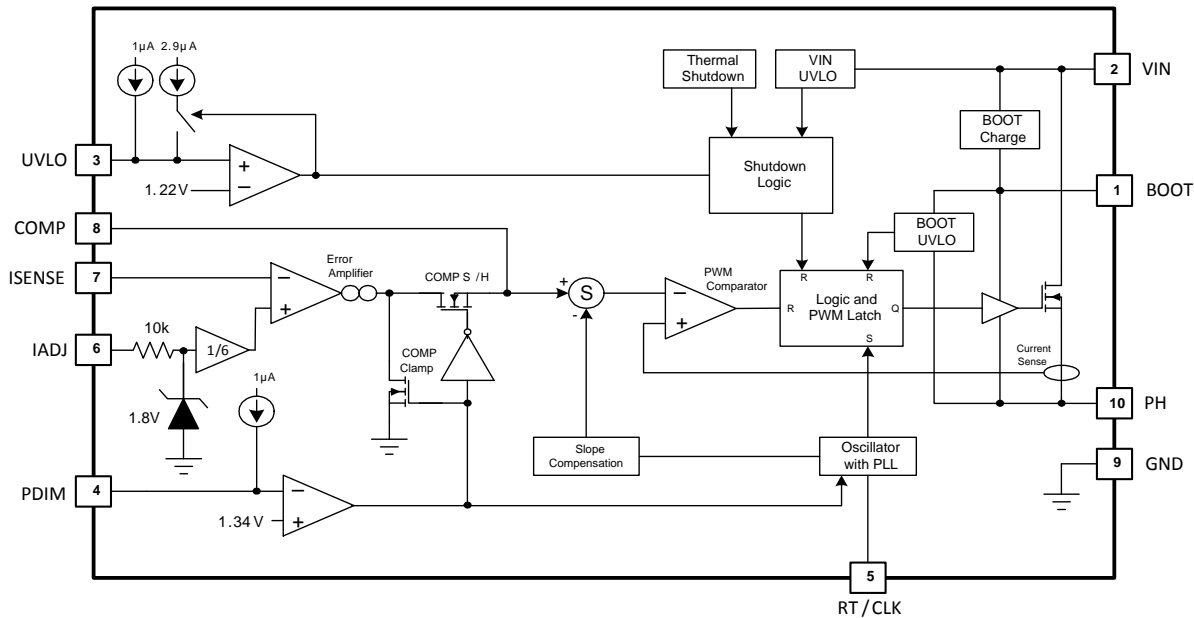 1µA 2.9µA
Thermal
Shutdown
VIN
UVLO
2 VIN
BOOT
Charge
UVLO 3
+
−
1.22V
Shutdown
Logic
1 BOOT
COMP 8
BOOT
UVLO
ISENSE 7
Error
Amplifier
−
+
COMP S/H
+
S
-
PWM
Comparator
−
+
R
R
R
Logic and
PWM Latch
Q
S
10k
IADJ 6
1/6
COMP
Clamp
Current
Sense
1µA
1.8V
10 PH
Slope
Compensation
Oscillator
with PLL
9 GND
PDIM 4
−
+
1.34V
5
RT/CLK